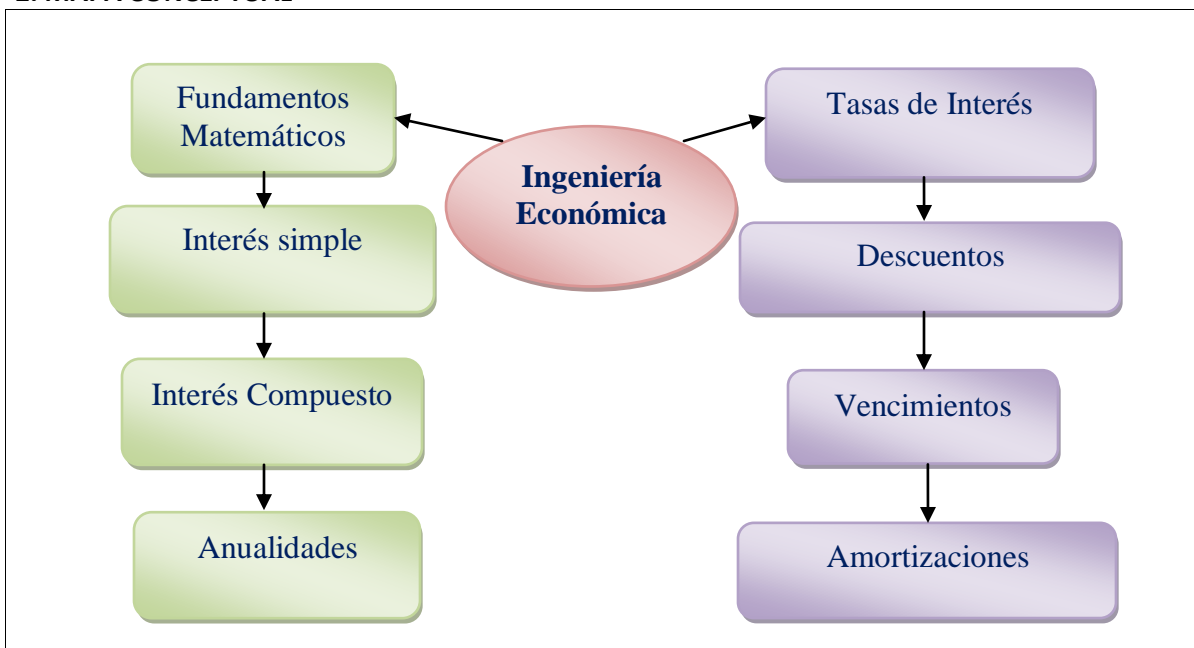 Fundamentos
Matemáticos
Tasas de Interés
Ingeniería
Económica
Interés simple
Descuentos
Interés Compuesto
Vencimientos
Anualidades
Amortizaciones